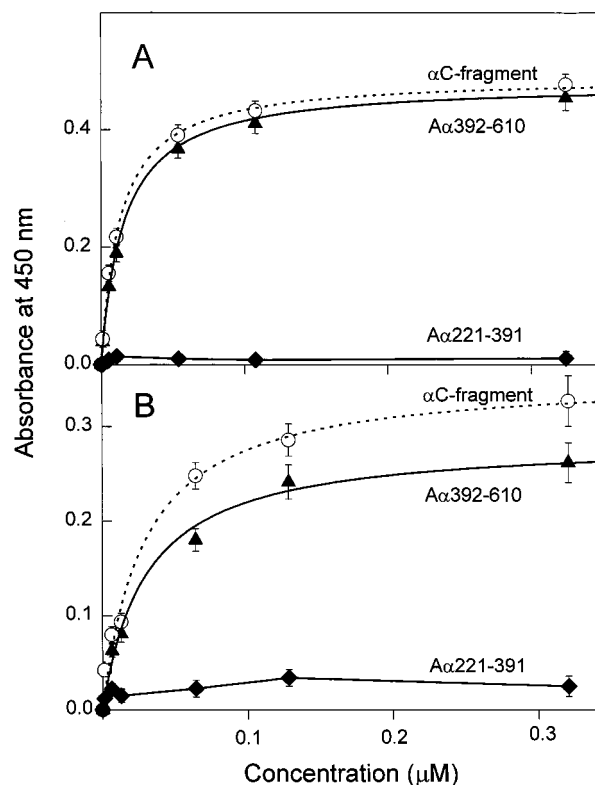 A
αC-fragment
Aα392-610
0.4
0.2
Aα221-391
0.0
Absorbance at 450 nm
B
αC-fragment
0.3
Aα392-610
0.2
0.1
Aα221-391
0.0
0.1
0.2
0.3
Concentration (μM)